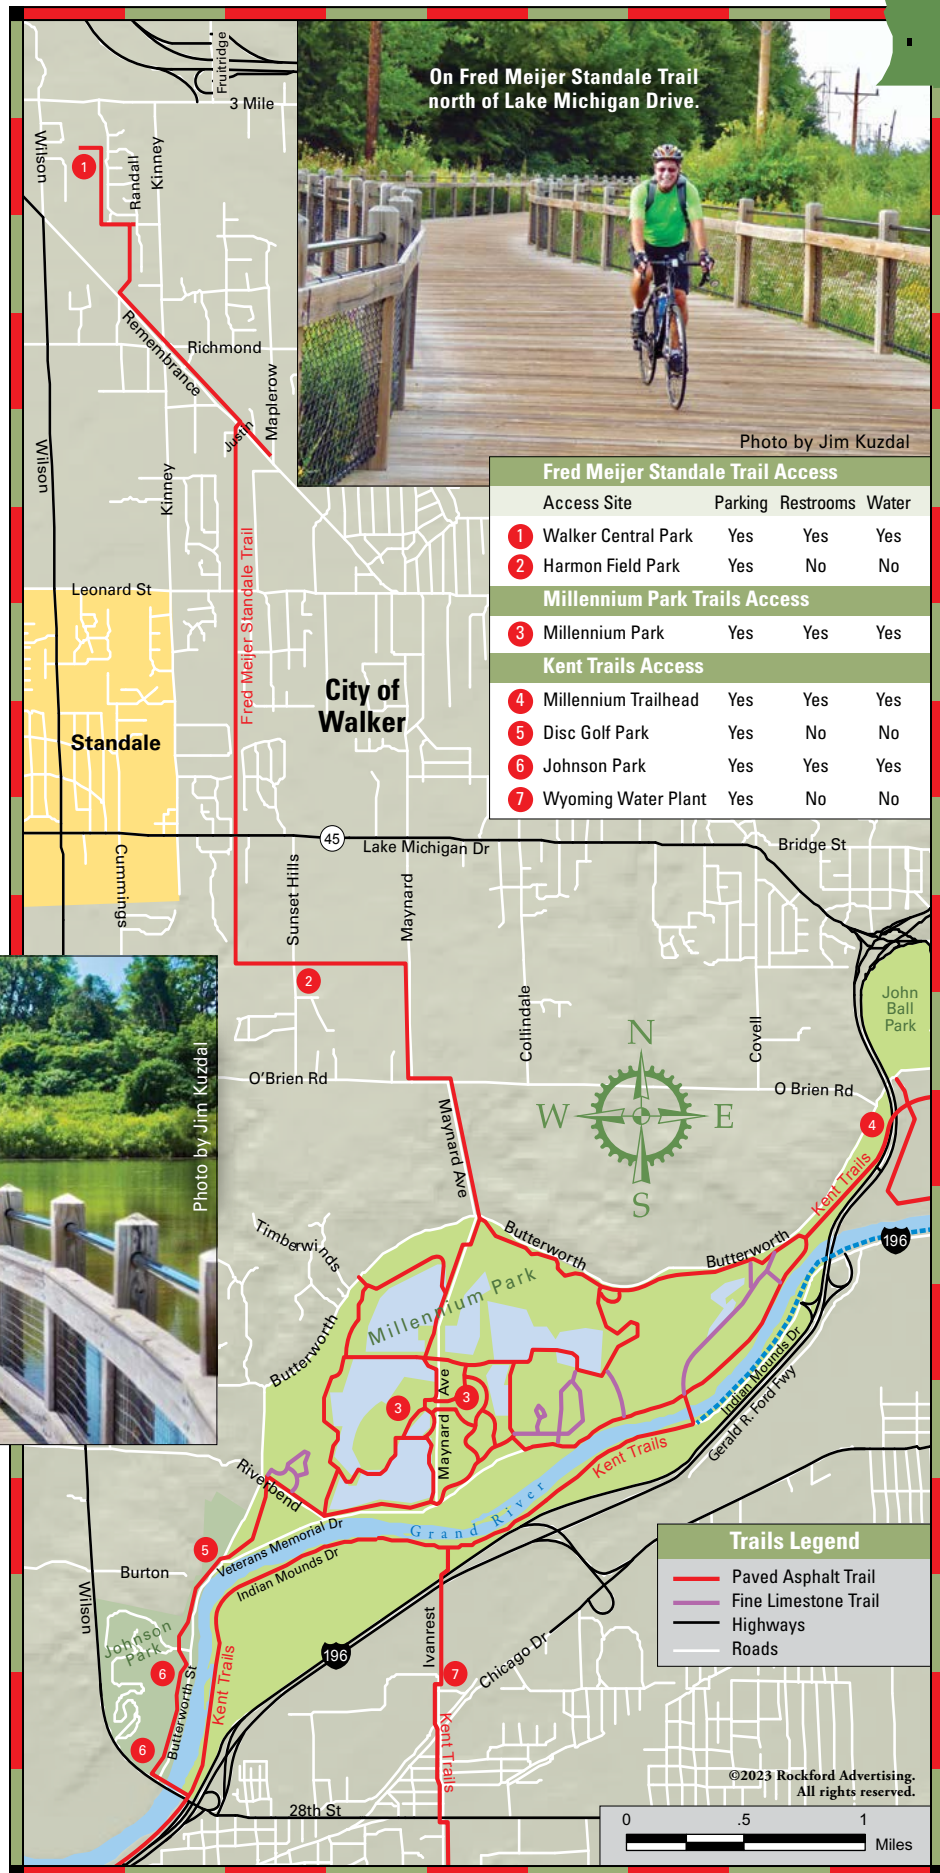 Fruitridge
3 Mile
On Fred Meijer Standale Trail
north of Lake Michigan Drive.
Wilson
Randall
Kinney
1
Remembrance
Richmond
Maplerow
Justin
Photo by Jim Kuzdal
Wilson
Kinney
Fred Meijer Standale Trail Access
Access Site Parking Restrooms Water
1 Walker Central Park Yes Yes Yes
2 Harmon Field Park Yes No No
Millennium Park Trails Access
3 Millennium Park Yes Yes Yes
Kent Trails Access
4 Millennium Trailhead Yes Yes Yes
5 Disc Golf Park Yes No No
6 Johnson Park Yes Yes Yes
7 Wyoming Water Plant Yes No No
Fred Meijer Standale Trail
Leonard St
City of
Walker
Standale
45
Lake Michigan Dr
Bridge St
Cummings
Sunset Hills
Maynard
2
Collindale
Covell
John
Ball
Park
Photo by Jim Kuzdal
O'Brien Rd
O Brien Rd
N
W
E
S
4
Maynard Ave
Kent Trails
Timberwinds
Butterworth
Butterworth
196
Millennium Park
Butterworth
Indian Mounds Dr
Gerald R. Ford Fwy
3
3
Maynard Ave
Kent Trails
Riverbend
Grand River
Veterans Memorial Dr
Indian Mounds Dr
5
Burton
Wilson
Johnson
Park
6
6
Butterworth St
Kent Trails
196
Ivanrest
7
Chicago Dr
Kent Trails
28th St
Trails Legend
Paved Asphalt Trail
Fine Limestone Trail
Highways
Roads
©2023 Rockford Advertising.
All rights reserved.
0 .5 1
Miles